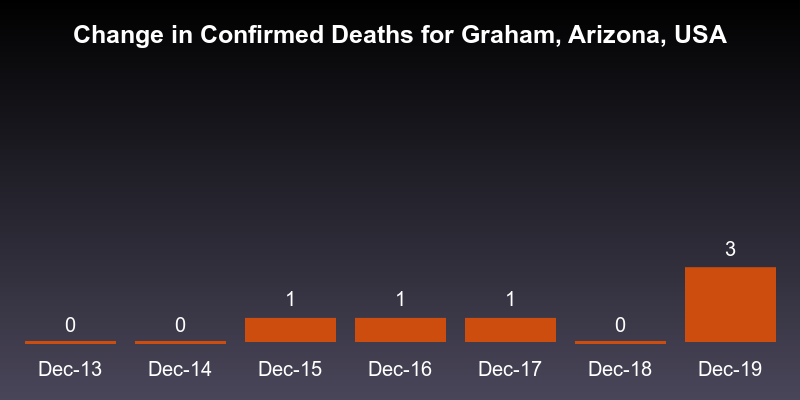 Change in Confirmed Deaths for Graham, Arizona, USA
0 0 1 1 1 0 3
Dec-13 Dec-14 Dec-15 Dec-16 Dec-17 Dec-18 Dec-19